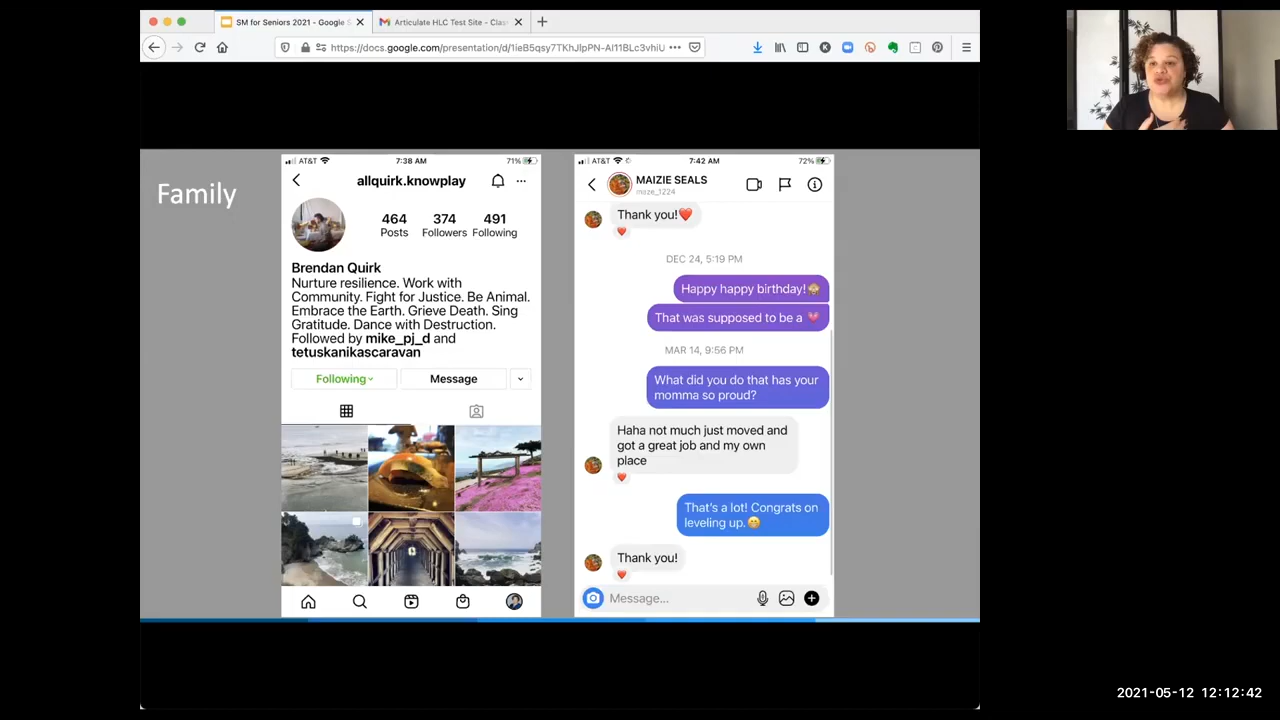 SM for Seniors 2021 - Google S
Articulate HLC Test Site - Clas
https://docs.google.com/presentation/d/1ieB5qsy7TKhJlpPN-AI11BLc3vhiU
Family
AT&T 7:38 AM 71%
allquirk.knowplay
464 374 491
Posts Followers Following
Brendan Quirk
Nurture resilience. Work with
Community. Fight for Justice. Be Animal.
Embrace the Earth. Grieve Death. Sing
Gratitude. Dance with Destruction.
Followed by mike_pj_d and
tetuskanikascaravan
Following Message
AT&T 7:42 AM 72%
MAIZIE SEALS
maze_1224
Thank you!❤️
DEC 24, 5:19 PM
Happy happy birthday!🙈
That was supposed to be a 💗
MAR 14, 9:56 PM
What did you do that has your
momma so proud?
Haha not much just moved and
got a great job and my own
place
That's a lot! Congrats on
leveling up.😁
Thank you!
Message...
2021-05-12 12:12:42